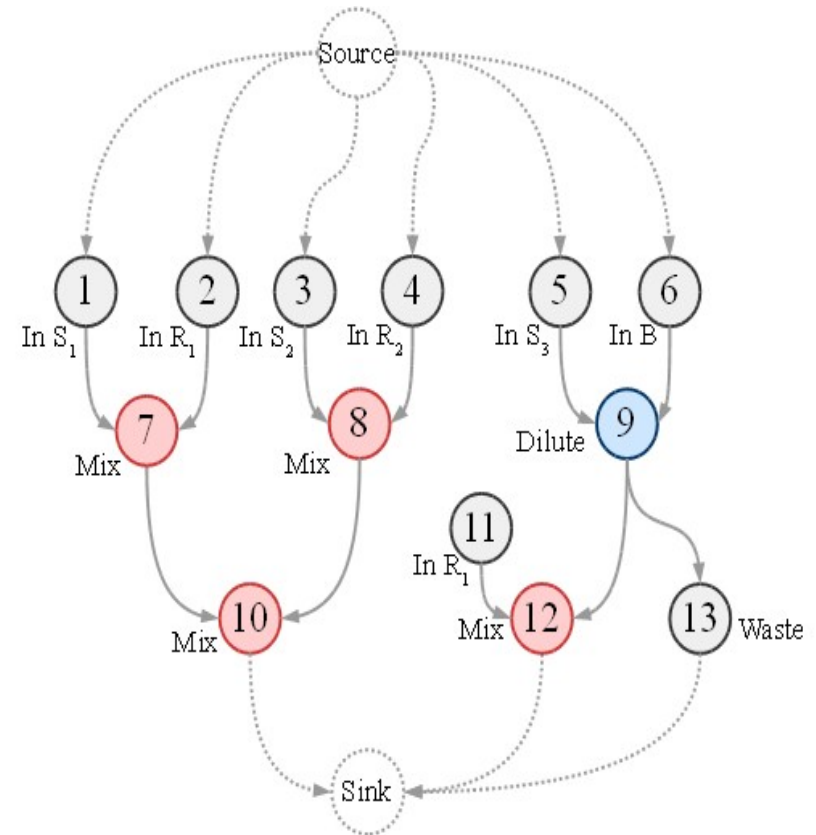 Source
1
2
3
4
5
6
In S₁
In R₁
In S₂
In R₂
In S₃
In B
7
8
9
Mix
Mix
Dilute
11
In R₁
10
12
13
Mix
Mix
Waste
Sink